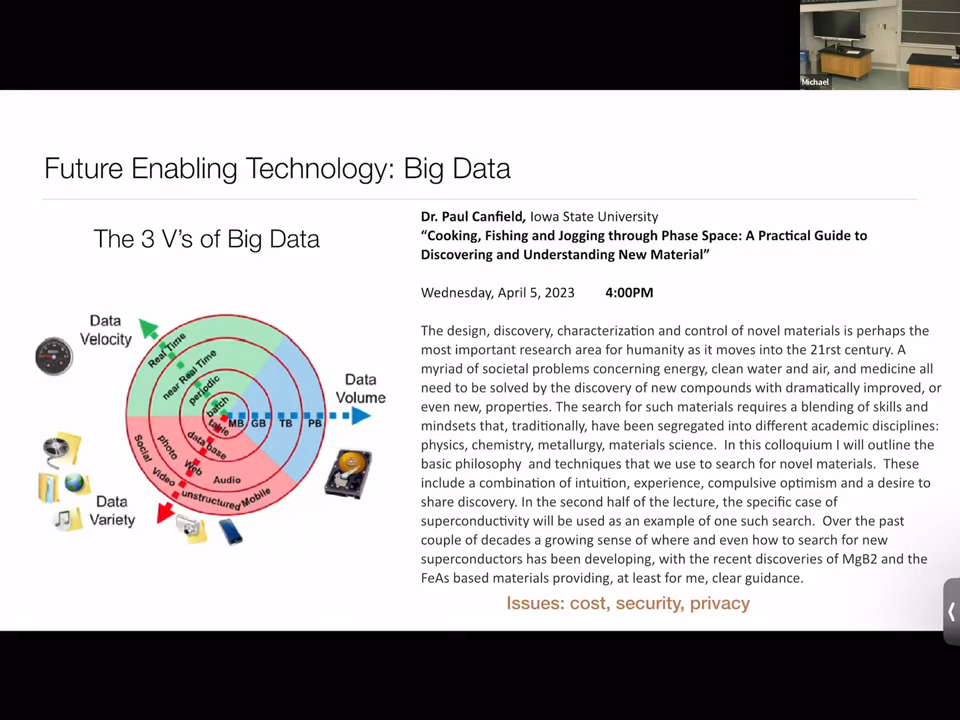 Michael
Future Enabling Technology: Big Data
The 3 V's of Big Data
Dr. Paul Canfield, Iowa State University
“Cooking, Fishing and Jogging through Phase Space: A Practical Guide to
Discovering and Understanding New Material”
Wednesday, April 5, 2023 4:00PM
The design, discovery, characterization and control of novel materials is perhaps the
most important research area for humanity as it moves into the 21rst century. A
myriad of societal problems concerning energy, clean water and air, and medicine all
need to be solved by the discovery of new compounds with dramatically improved, or
even new, properties. The search for such materials requires a blending of skills and
mindsets that, traditionally, have been segregated into different academic disciplines:
physics, chemistry, metallurgy, materials science. In this colloquium I will outline the
basic philosophy and techniques that we use to search for novel materials. These
include a combination of intuition, experience, compulsive optimism and a desire to
share discovery. In the second half of the lecture, the specific case of
superconductivity will be used as an example of one such search. Over the past
couple of decades a growing sense of where and even how to search for new
superconductors has been developing, with the recent discoveries of MgB2 and the
FeAs based materials providing, at least for me, clear guidance.
Issues: cost, security, privacy
Data
Velocity
Real Time
near Real Time
periodic
batch
Data
Volume
MB GB TB PB
table
data base
Web
photo
Social
Video
Audio
unstructured
Mobile
Data
Variety